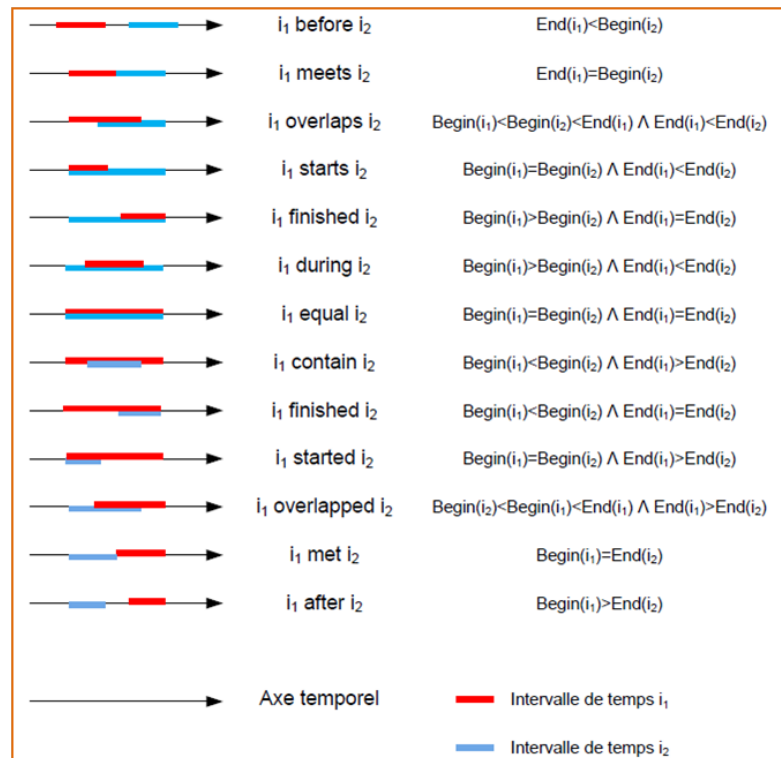 i₁ before i₂ End(i₁)<Begin(i₂)
i₁ meets i₂ End(i₁)=Begin(i₂)
i₁ overlaps i₂ Begin(i₁)<Begin(i₂)<End(i₁) Λ End(i₁)<End(i₂)
i₁ starts i₂ Begin(i₁)=Begin(i₂) Λ End(i₁)<End(i₂)
i₁ finished i₂ Begin(i₁)>Begin(i₂) Λ End(i₁)=End(i₂)
i₁ during i₂ Begin(i₁)>Begin(i₂) Λ End(i₁)<End(i₂)
i₁ equal i₂ Begin(i₁)=Begin(i₂) Λ End(i₁)=End(i₂)
i₁ contain i₂ Begin(i₁)<Begin(i₂) Λ End(i₁)>End(i₂)
i₁ finished i₂ Begin(i₁)<Begin(i₂) Λ End(i₁)=End(i₂)
i₁ started i₂ Begin(i₁)=Begin(i₂) Λ End(i₁)>End(i₂)
i₁ overlapped i₂ Begin(i₂)<Begin(i₁)<End(i₂) Λ End(i₁)>End(i₂)
i₁ met i₂ Begin(i₁)=End(i₂)
i₁ after i₂ Begin(i₁)>End(i₂)
Axe temporel Intervalle de temps i₁
Intervalle de temps i₂